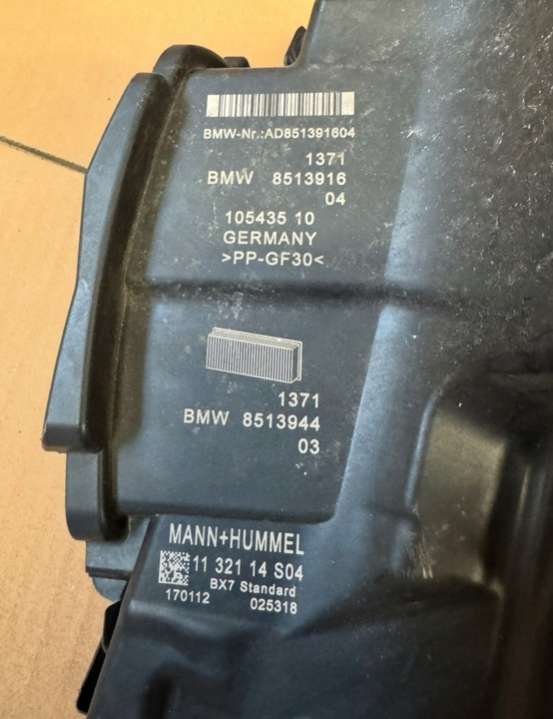 BMW-Nr.:AD851391604
1371
BMW 8513916
04
105435 10
GERMANY
>PP-GF30<
1371
BMW 8513944
03
MANN+HUMMEL
11 321 14 S04
BX7 Standard
170112 025318